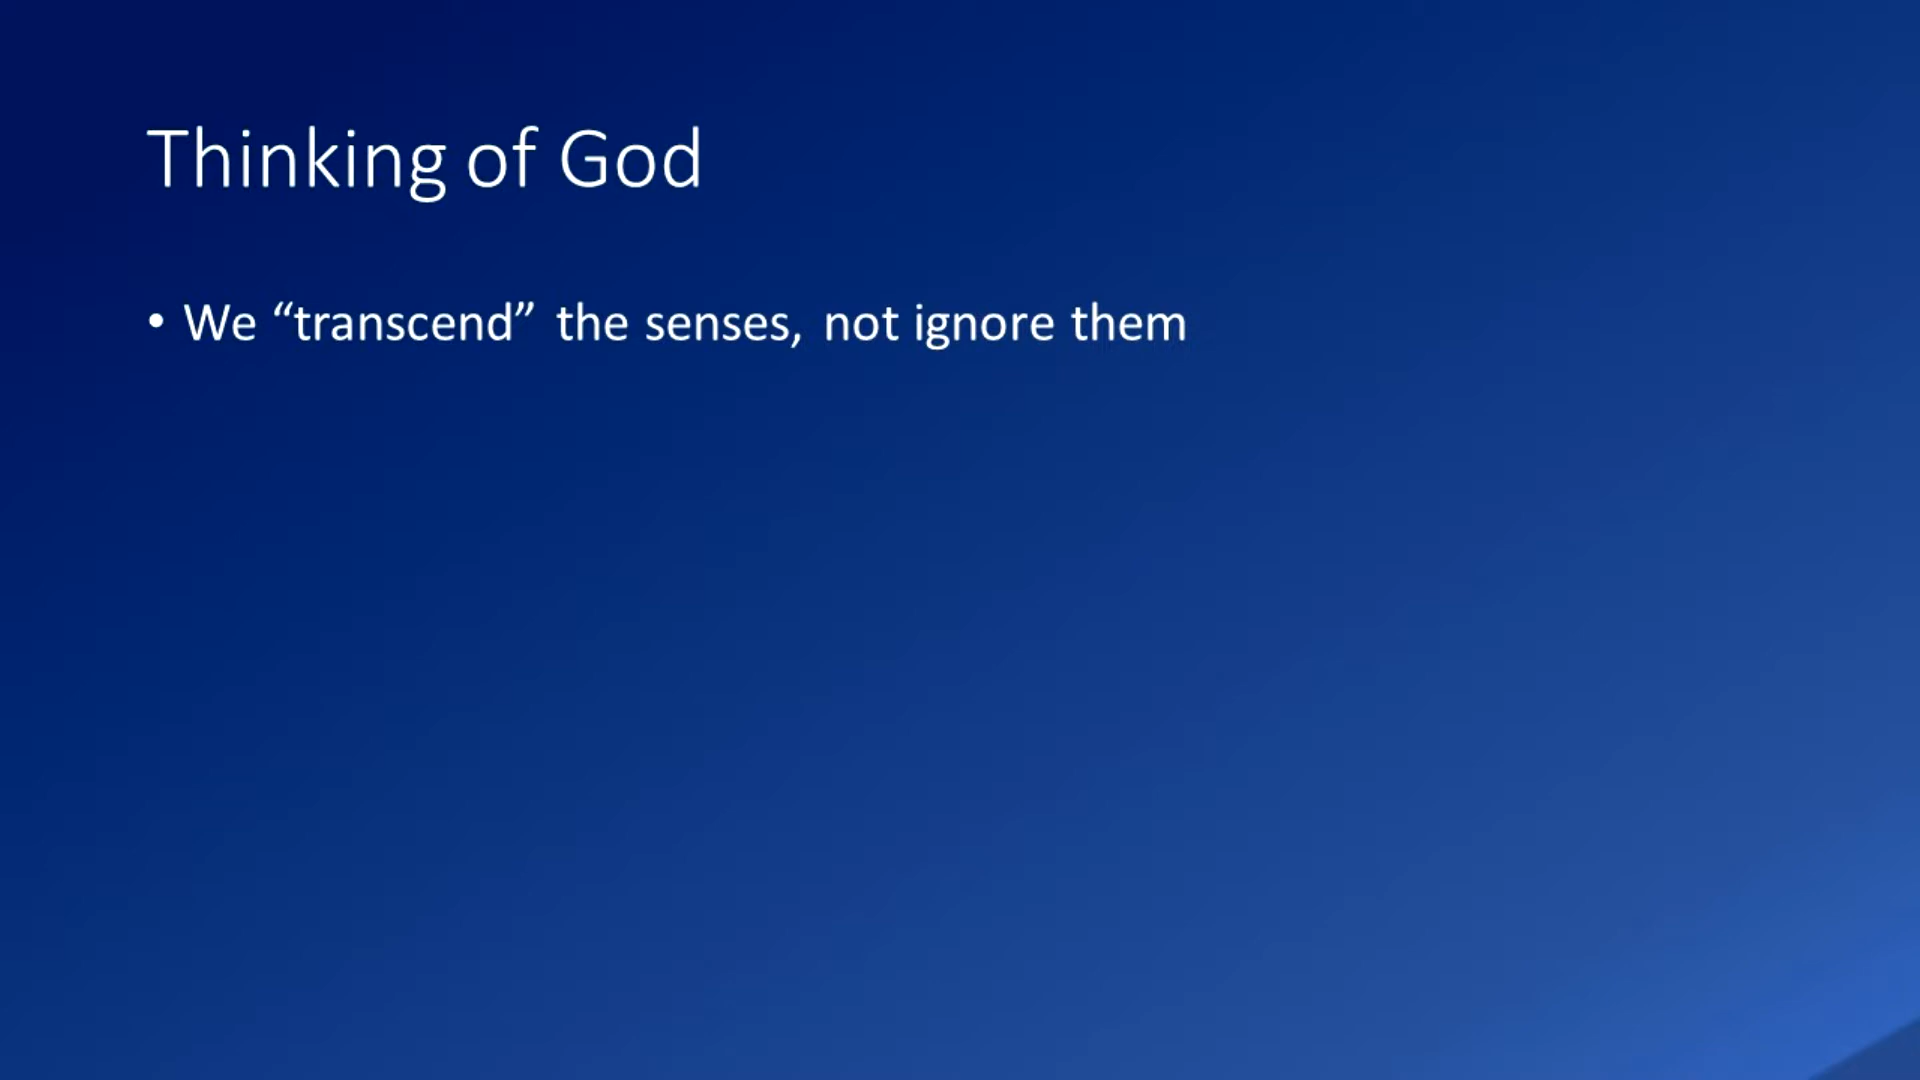 Thinking of God
• We “transcend” the senses, not ignore them